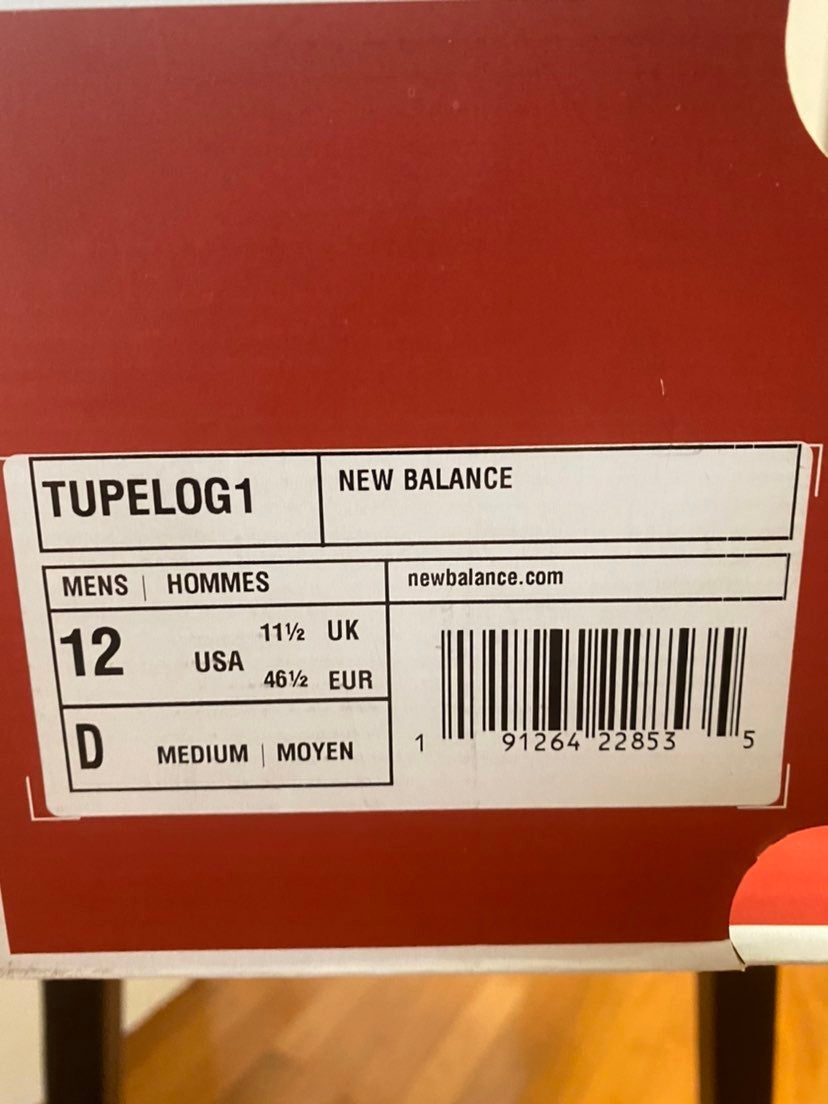 TUPELOG1
NEW BALANCE
MENS | HOMMES
newbalance.com
12 USA
11½ UK
46½ EUR
D MEDIUM | MOYEN
1 91264 22853 5